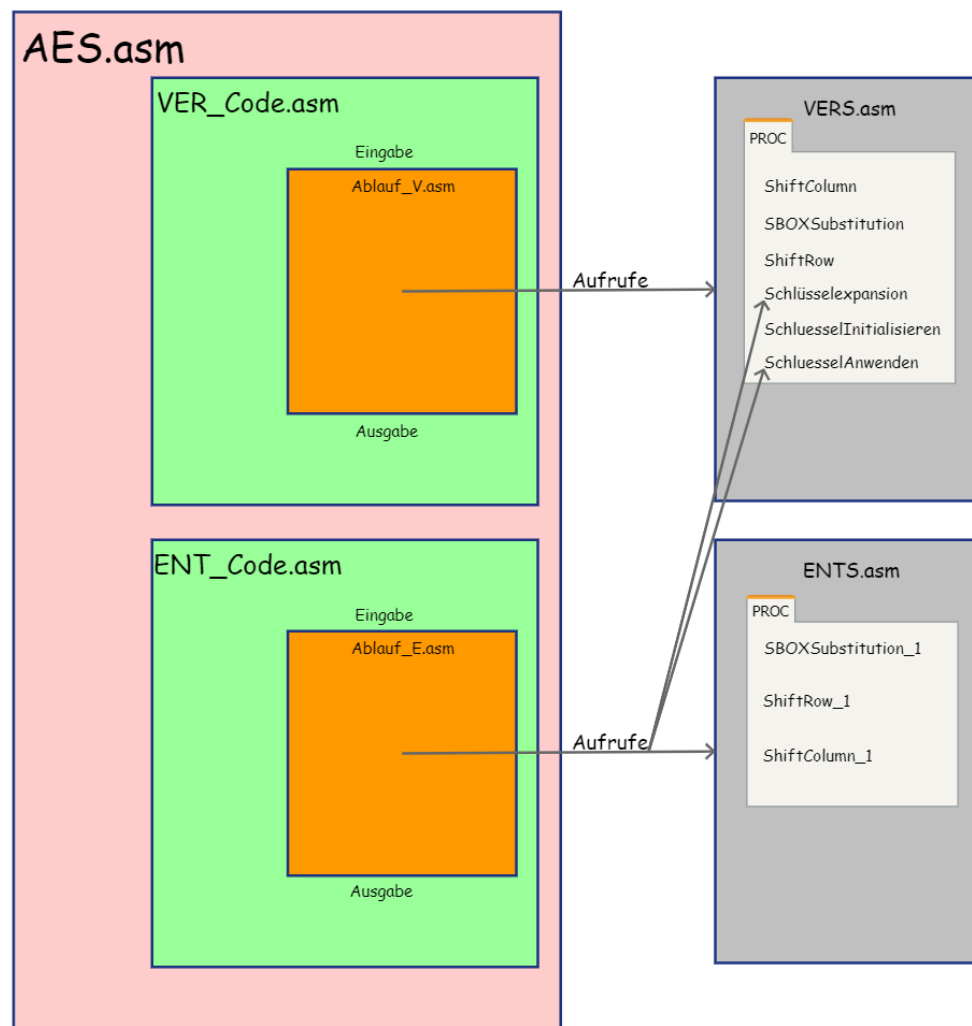 AES.asm
VER_Code.asm
Eingabe
Ablauf_V.asm
Ausgabe
Aufrufe
VERS.asm
PROC
ShiftColumn
SBOXSubstitution
ShiftRow
Schlüsselexpansion
SchluesselInitialisieren
SchluesselAnwenden
ENT_Code.asm
Eingabe
Ablauf_E.asm
Ausgabe
Aufrufe
ENTS.asm
PROC
SBOXSubstitution_1
ShiftRow_1
ShiftColumn_1